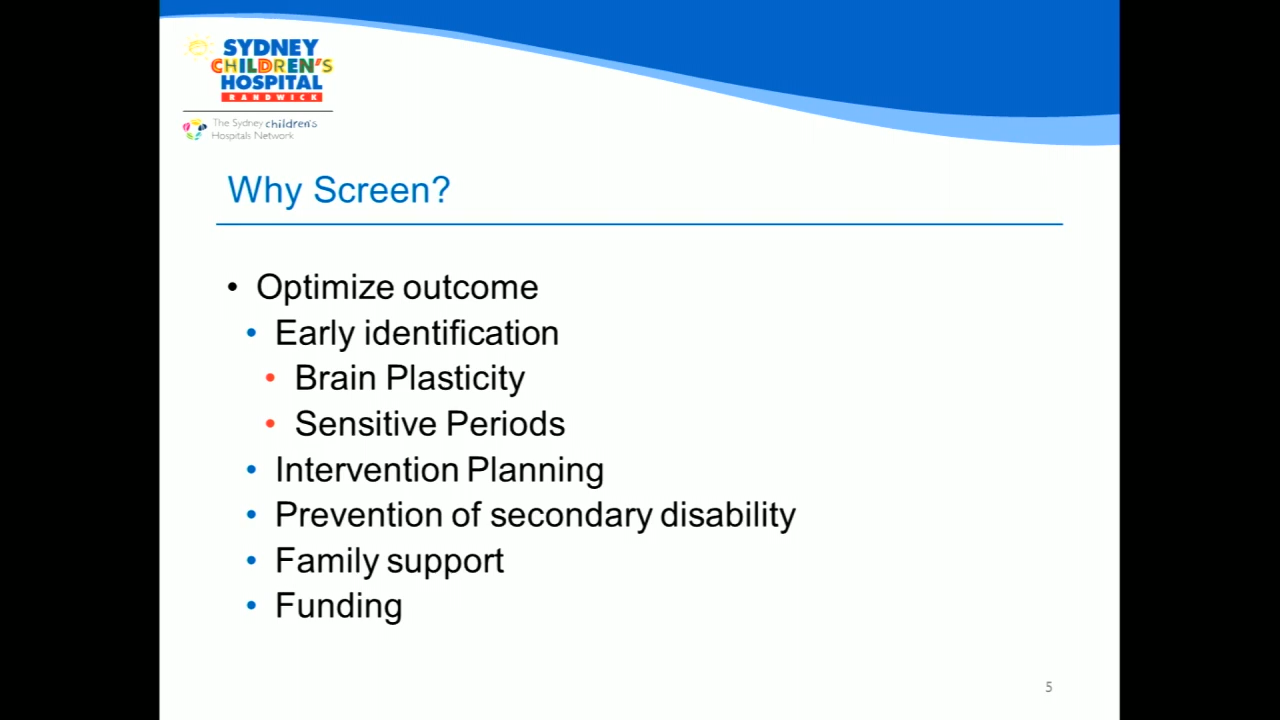 SYDNEY
CHILDREN'S
HOSPITAL
RANDWICK
The Sydney children's
Hospitals Network
Why Screen?
• Optimize outcome
• Early identification
• Brain Plasticity
• Sensitive Periods
• Intervention Planning
• Prevention of secondary disability
• Family support
• Funding
5